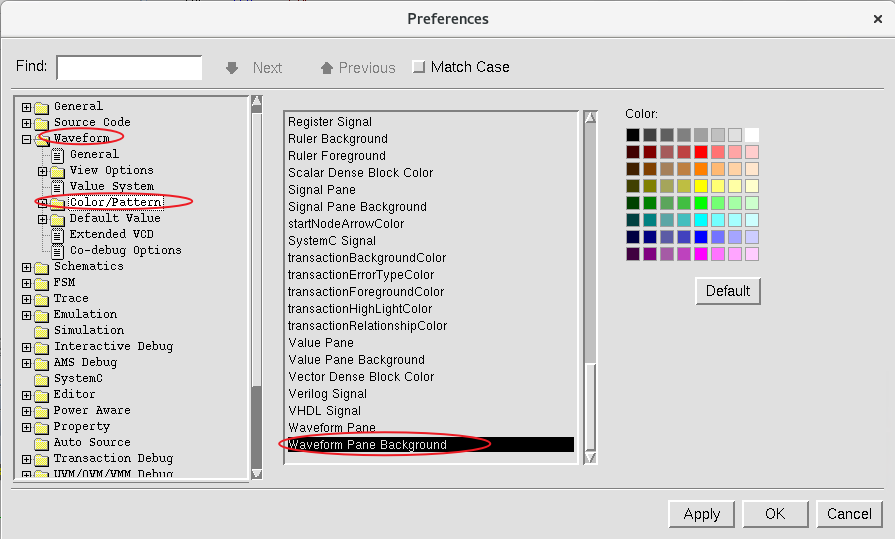 Preferences
Find:
Next
Previous
Match Case
General
Source Code
Waveform
General
View Options
Value System
Color/Pattern
Default Value
Extended VCD
Co-debug Options
Schematics
FSM
Trace
Emulation
Simulation
Interactive Debug
AMS Debug
SystemC
Editor
Power Aware
Property
Auto Source
Transaction Debug
UVM/OVM/VMM Debug
Register Signal
Ruler Background
Ruler Foreground
Scalar Dense Block Color
Signal Pane
Signal Pane Background
startNodeArrowColor
SystemC Signal
transactionBackgroundColor
transactionErrorTypeColor
transactionForegroundColor
transactionHighLightColor
transactionRelationshipColor
Value Pane
Value Pane Background
Vector Dense Block Color
Verilog Signal
VHDL Signal
Waveform Pane
Waveform Pane Background
Color:
Default
Apply
OK
Cancel